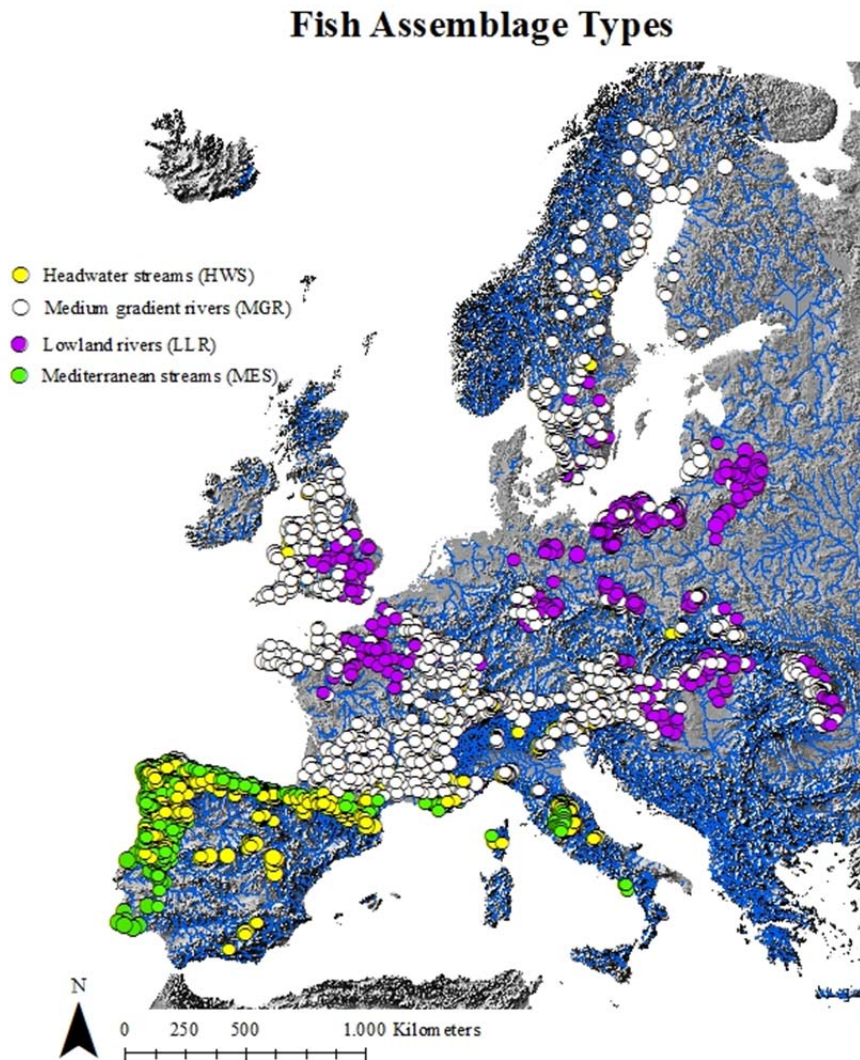 Fish Assemblage Types
Headwater streams (HWS)
Medium gradient rivers (MGR)
Lowland rivers (LLR)
Mediterranean streams (MES)
N
0 250 500 1.000 Kilometers